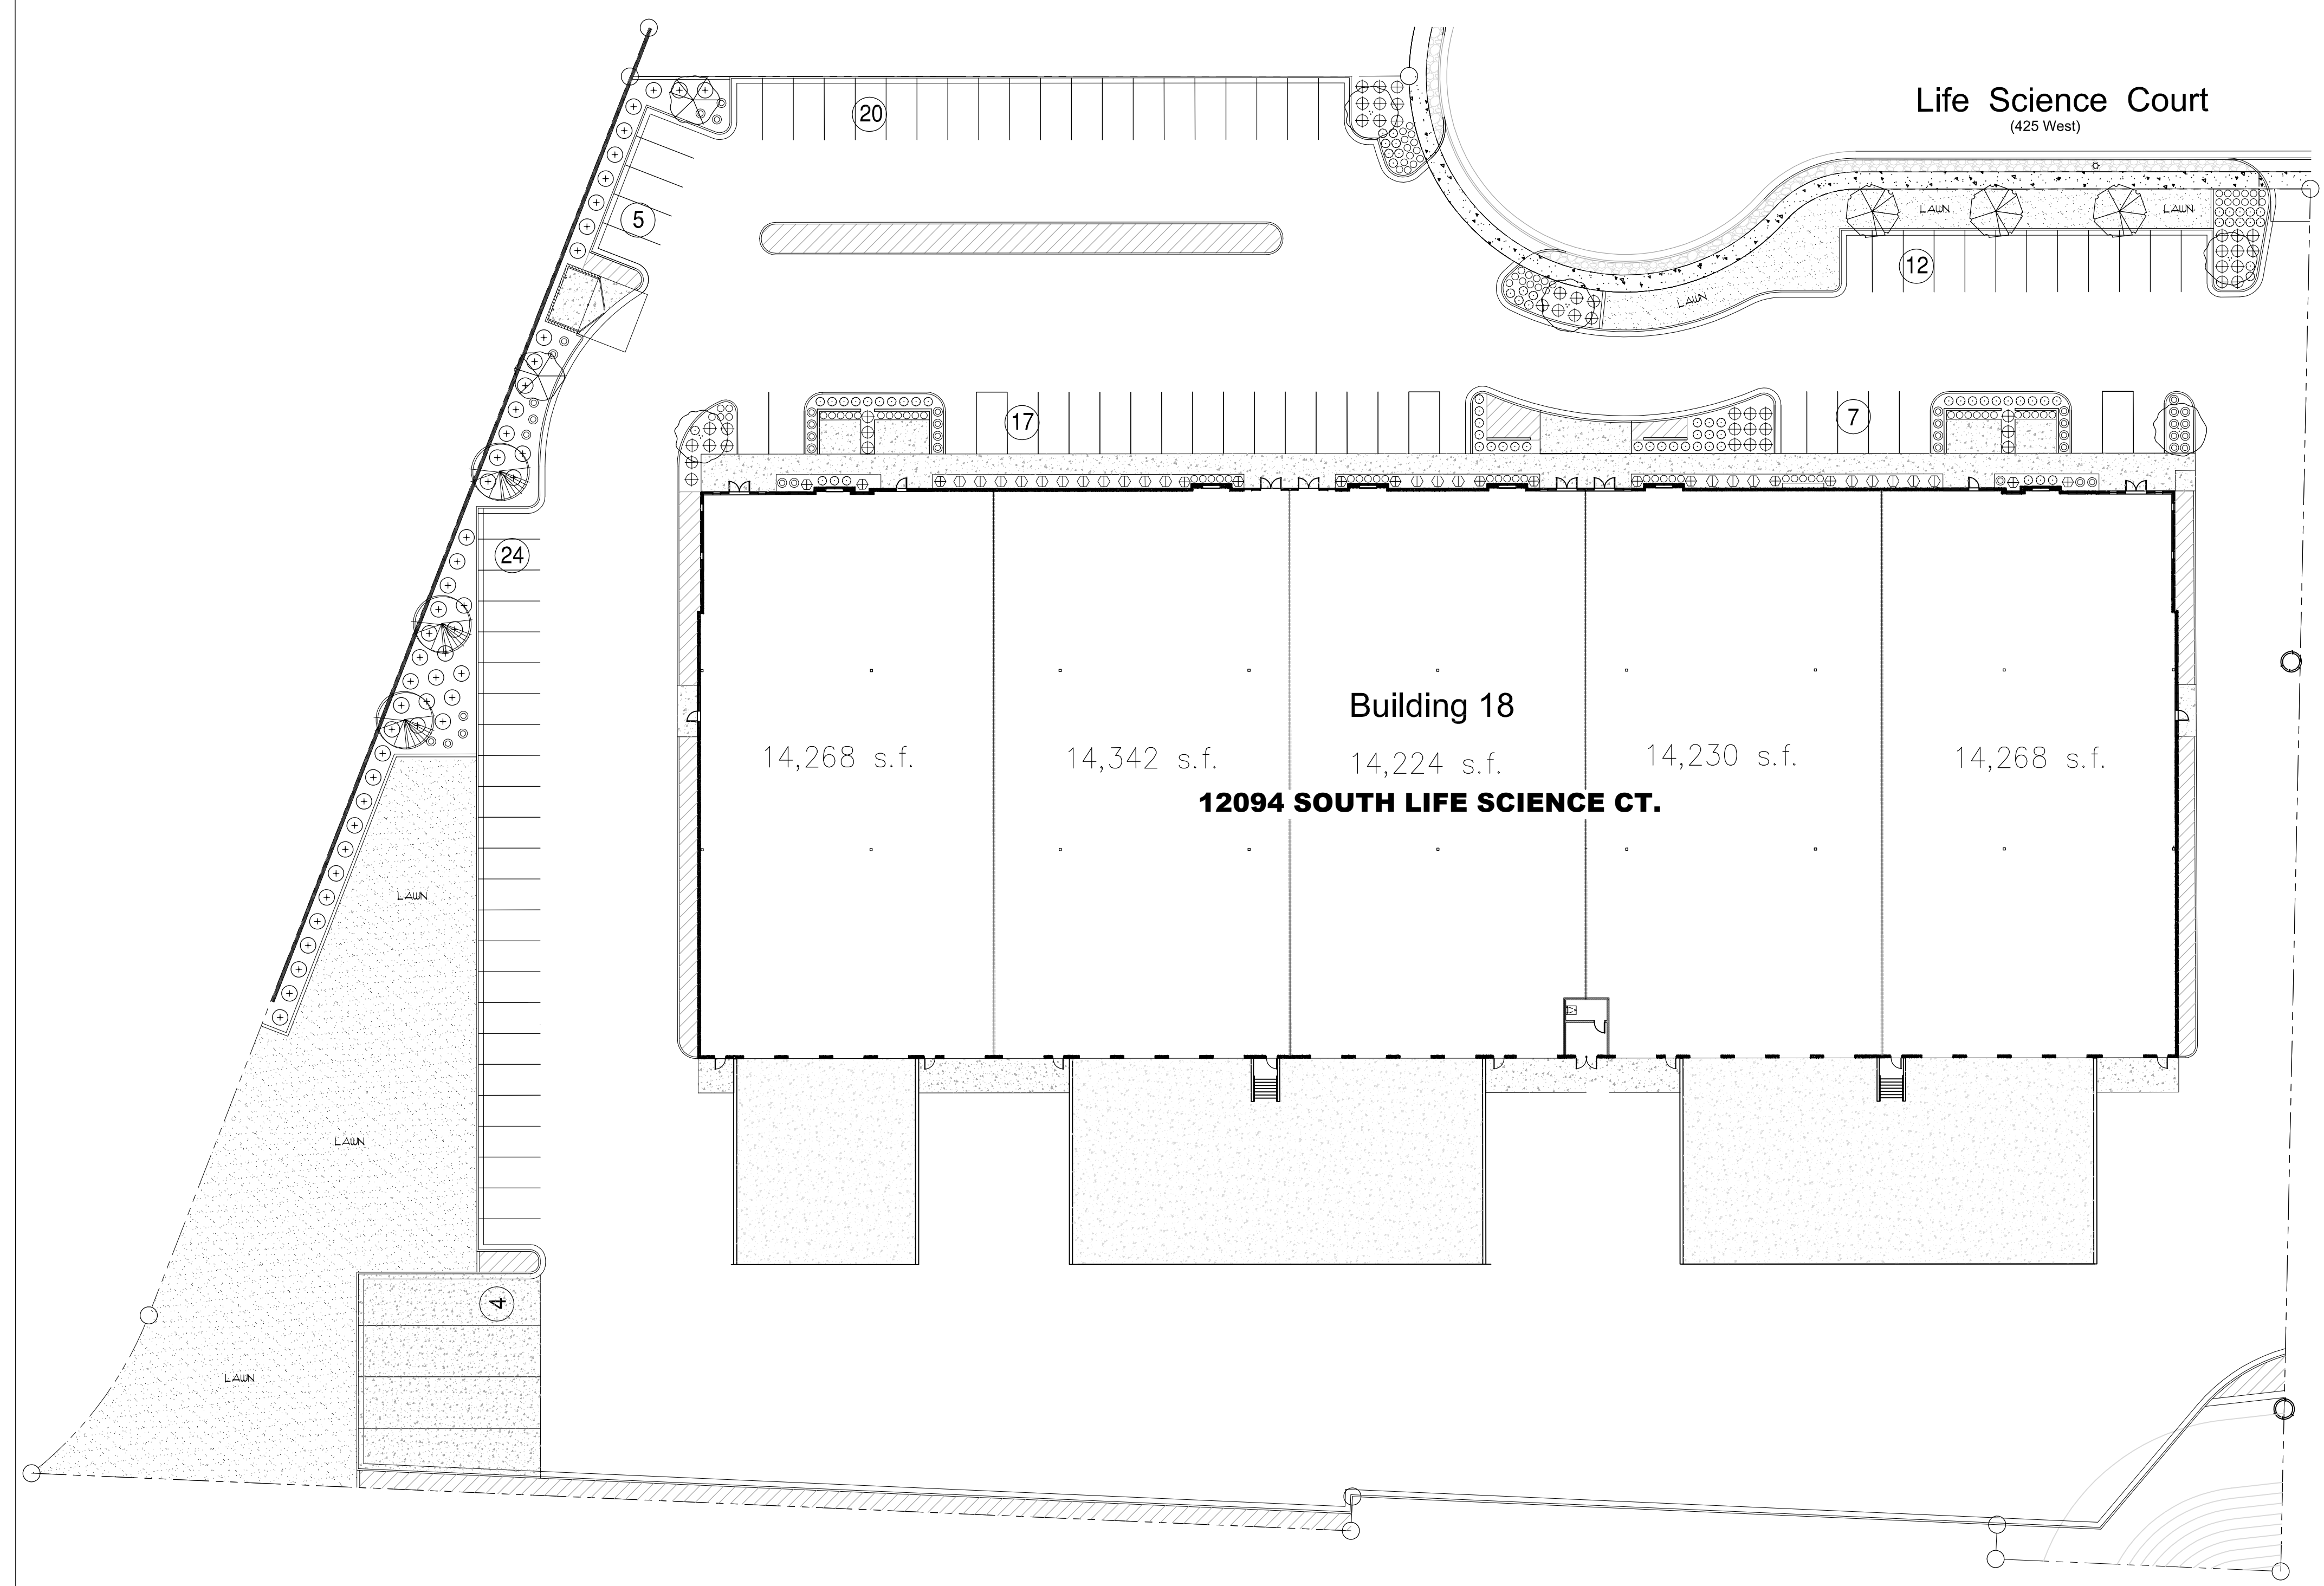 Life Science Court
(425 West)
20
5
LAWN
LAWN
12
LAWN
17
7
24
Building 18
14,268 s.f.
14,342 s.f.
14,224 s.f.
14,230 s.f.
14,268 s.f.
12094 SOUTH LIFE SCIENCE CT.
LAWN
LAWN
4
LAWN